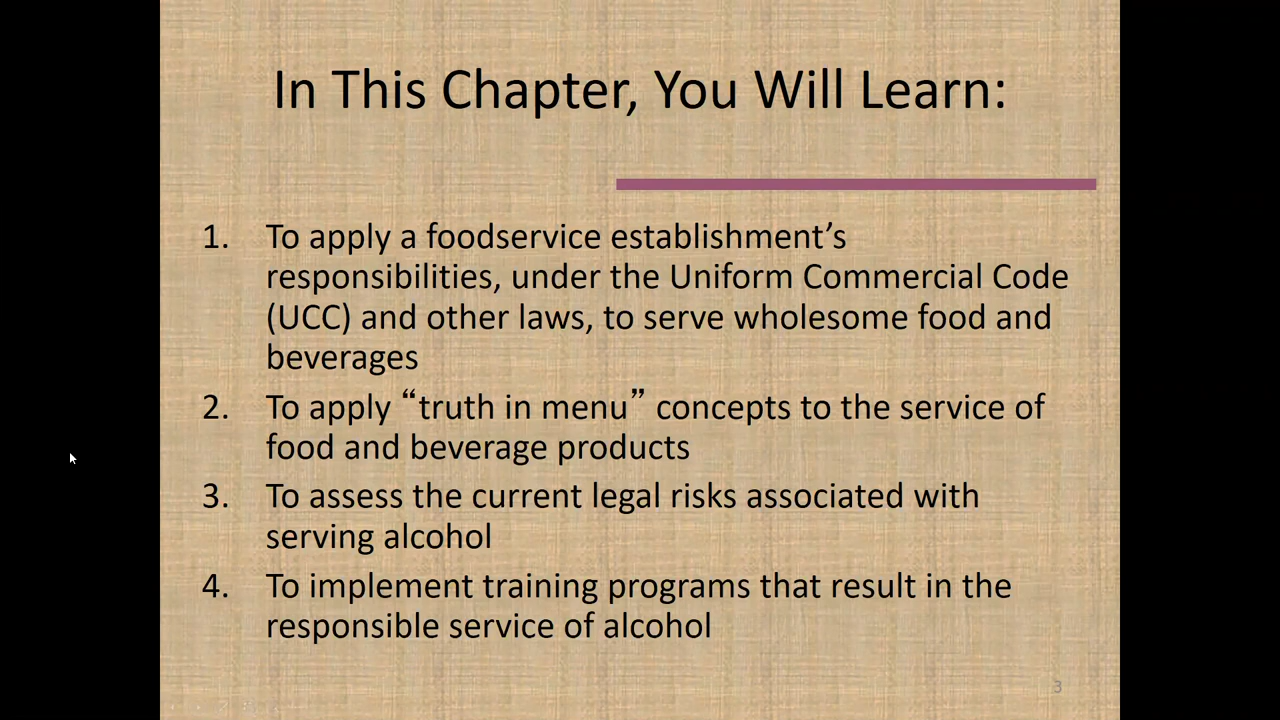 In This Chapter, You Will Learn:
1. To apply a foodservice establishment’s
responsibilities, under the Uniform Commercial Code
(UCC) and other laws, to serve wholesome food and
beverages
2. To apply “truth in menu” concepts to the service of
food and beverage products
3. To assess the current legal risks associated with
serving alcohol
4. To implement training programs that result in the
responsible service of alcohol
3